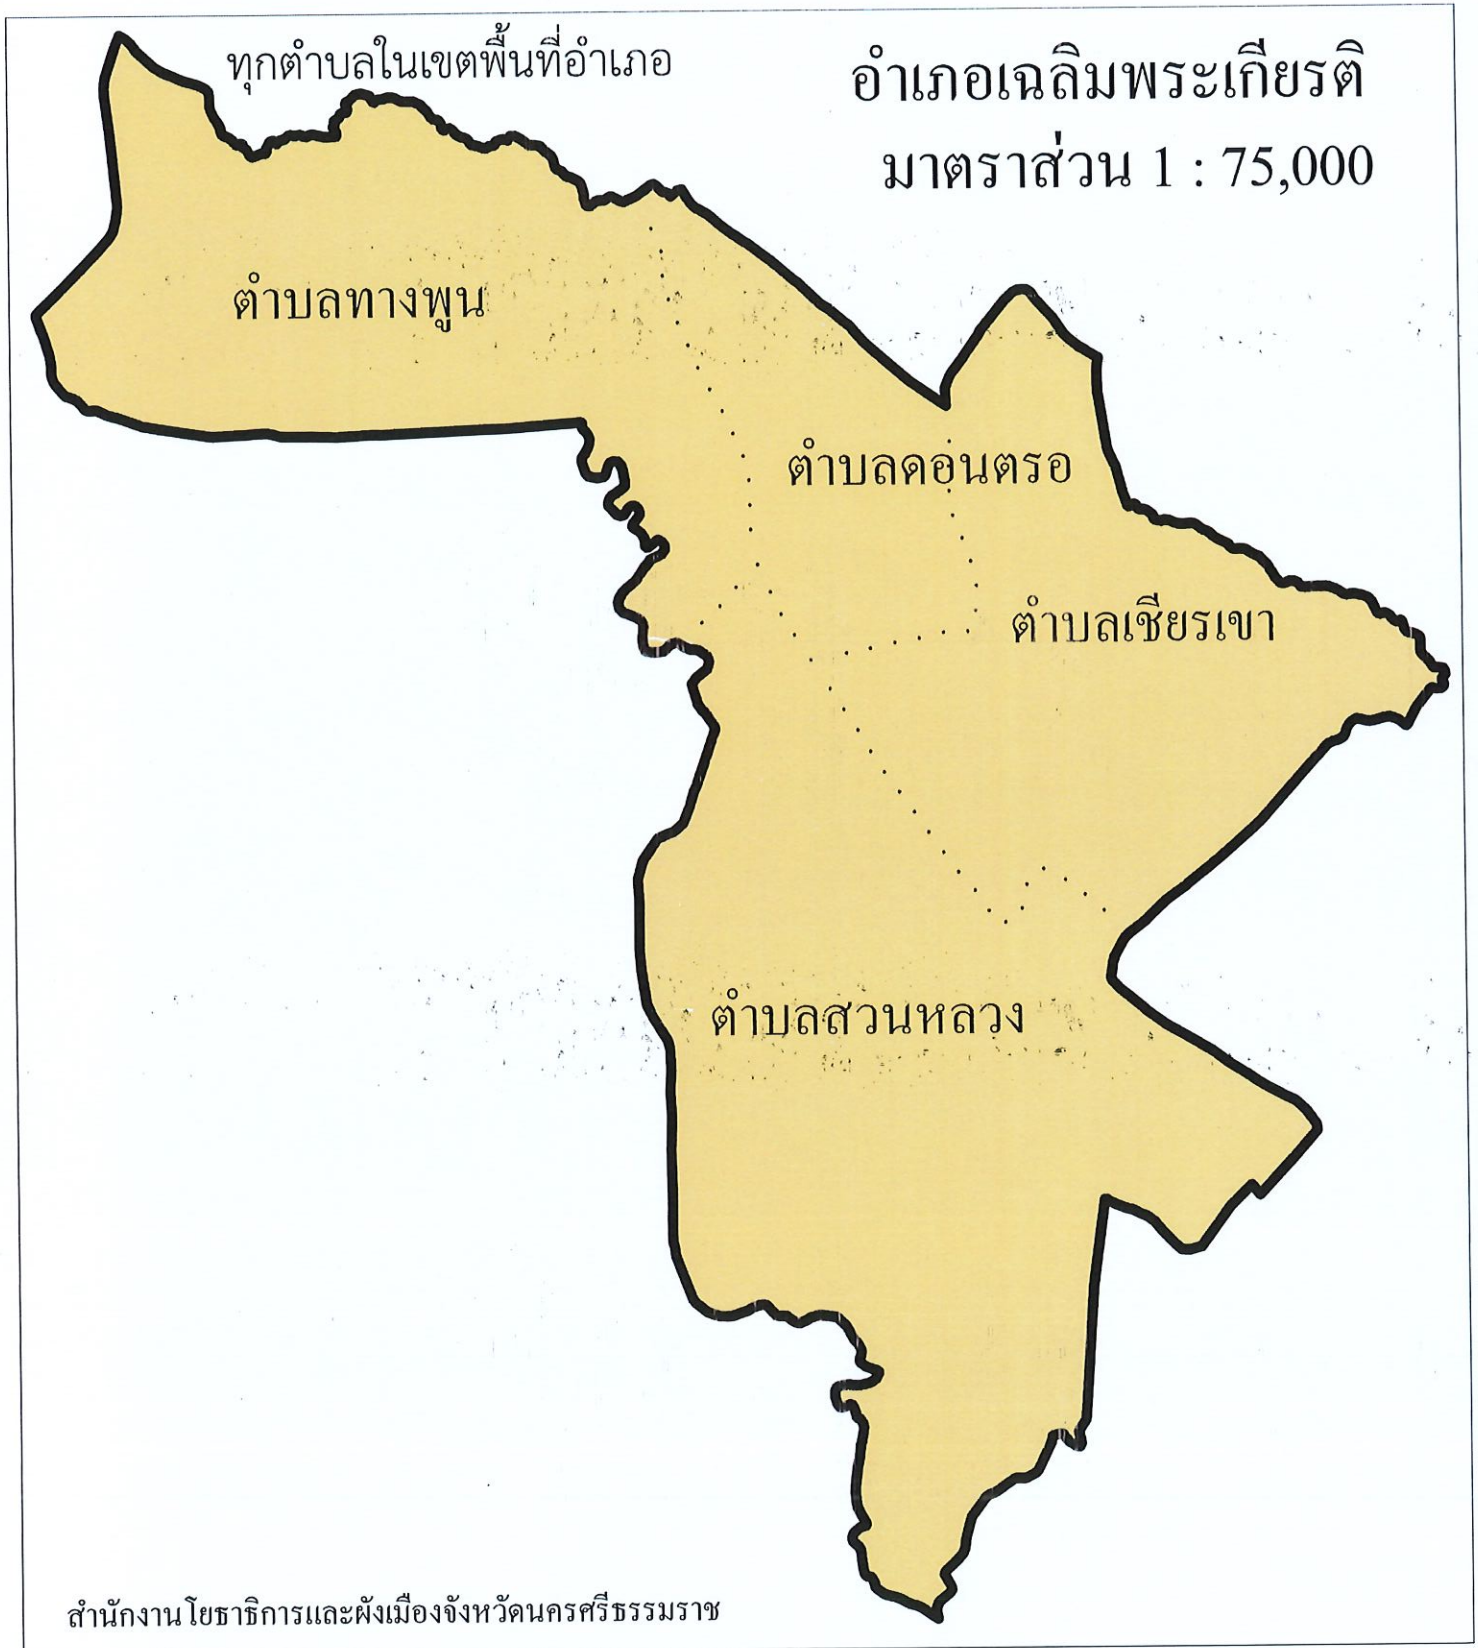 ทุกตำบลในเขตพื้นที่อำเภอ
อำเภอเฉลิมพระเกียรติ
มาตราส่วน 1 : 75,000
ตำบลทางพูน
ตำบลดอนตรอ
ตำบลเชียรเขา
ตำบลสวนหลวง
สำนักงานโยธาธิการและผังเมืองจังหวัดนครศรีธรรมราช